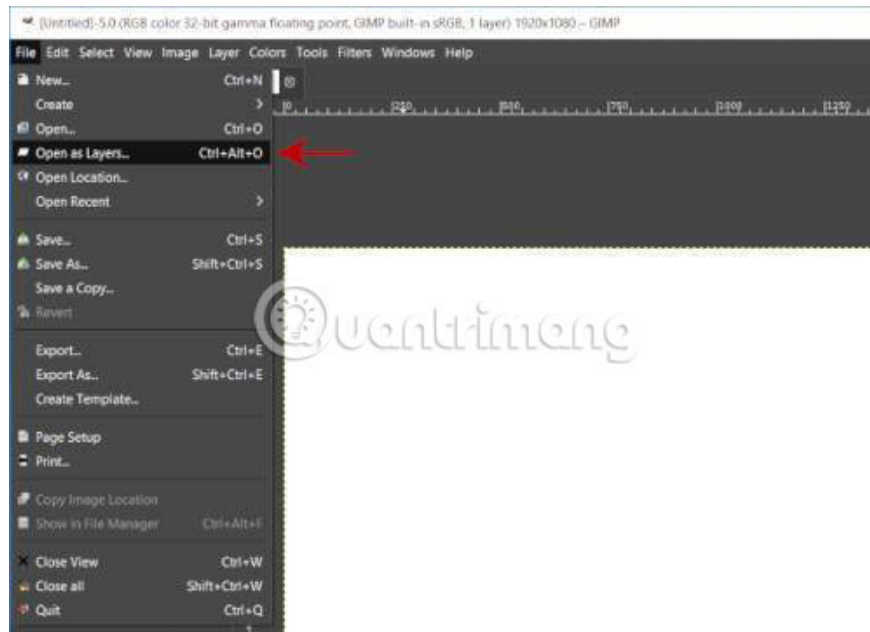 (Untitled)-5.0 (RGB color 32-bit gamma floating point, GIMP built-in sRGB, 1 layer) 1920x1080 – GIMP
File Edit Select View Image Layer Colors Tools Filters Windows Help
New... Ctrl+N
Create >
0 250 500 750 1000 1250
Open... Ctrl+O
Open as Layers... Ctrl+Alt+O
Open Location...
Open Recent >
Save... Ctrl+S
Save As... Shift+Ctrl+S
Save a Copy...
Revert
Quantrimang
Export... Ctrl+E
Export As... Shift+Ctrl+E
Create Template...
Page Setup
Print...
Copy Image Location
Show in File Manager Ctrl+Alt+F
Close View Ctrl+W
Close all Shift+Ctrl+W
Quit Ctrl+Q